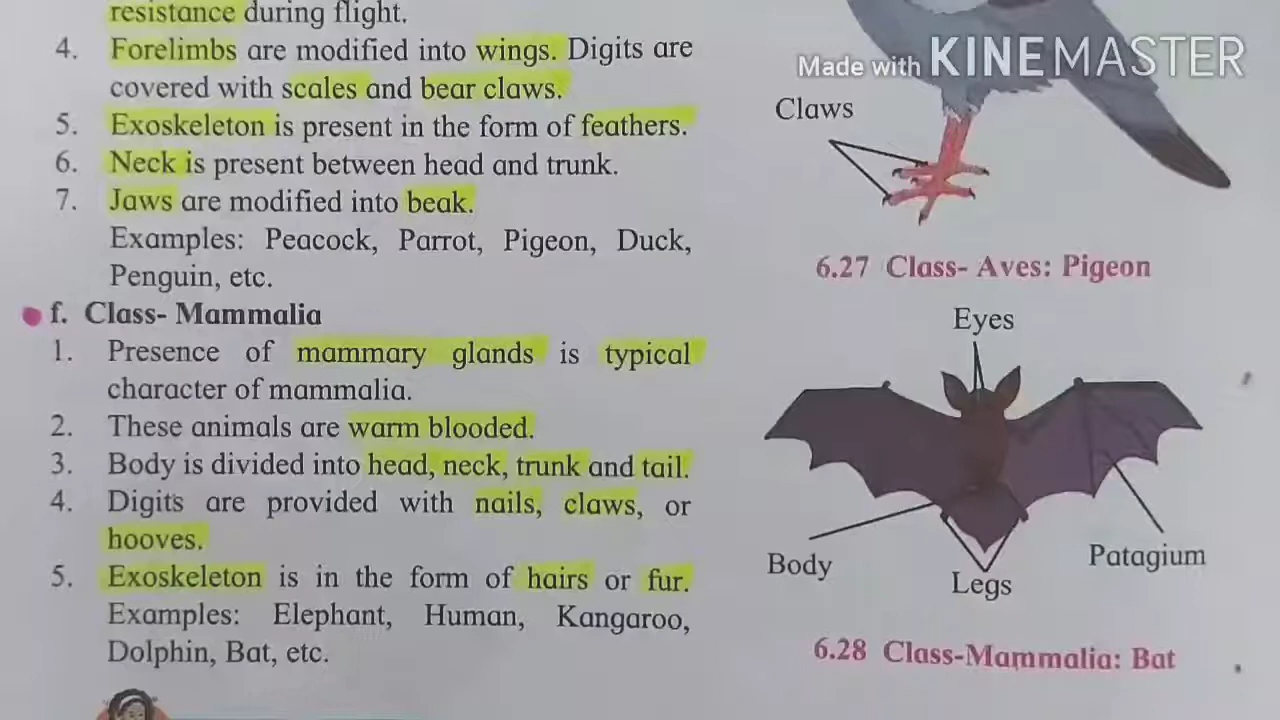 resistance during flight.
4. Forelimbs are modified into wings. Digits are
covered with scales and bear claws.
5. Exoskeleton is present in the form of feathers.
6. Neck is present between head and trunk.
7. Jaws are modified into beak.
Examples: Peacock, Parrot, Pigeon, Duck,
Penguin, etc.
f. Class- Mammalia
1. Presence of mammary glands is typical
character of mammalia.
2. These animals are warm blooded.
3. Body is divided into head, neck, trunk and tail.
4. Digits are provided with nails, claws, or
hooves.
5. Exoskeleton is in the form of hairs or fur.
Examples: Elephant, Human, Kangaroo,
Dolphin, Bat, etc.
Made with KINEMASTER
Claws
6.27 Class- Aves: Pigeon
Eyes
Body
Legs
Patagium
6.28 Class-Mammalia: Bat